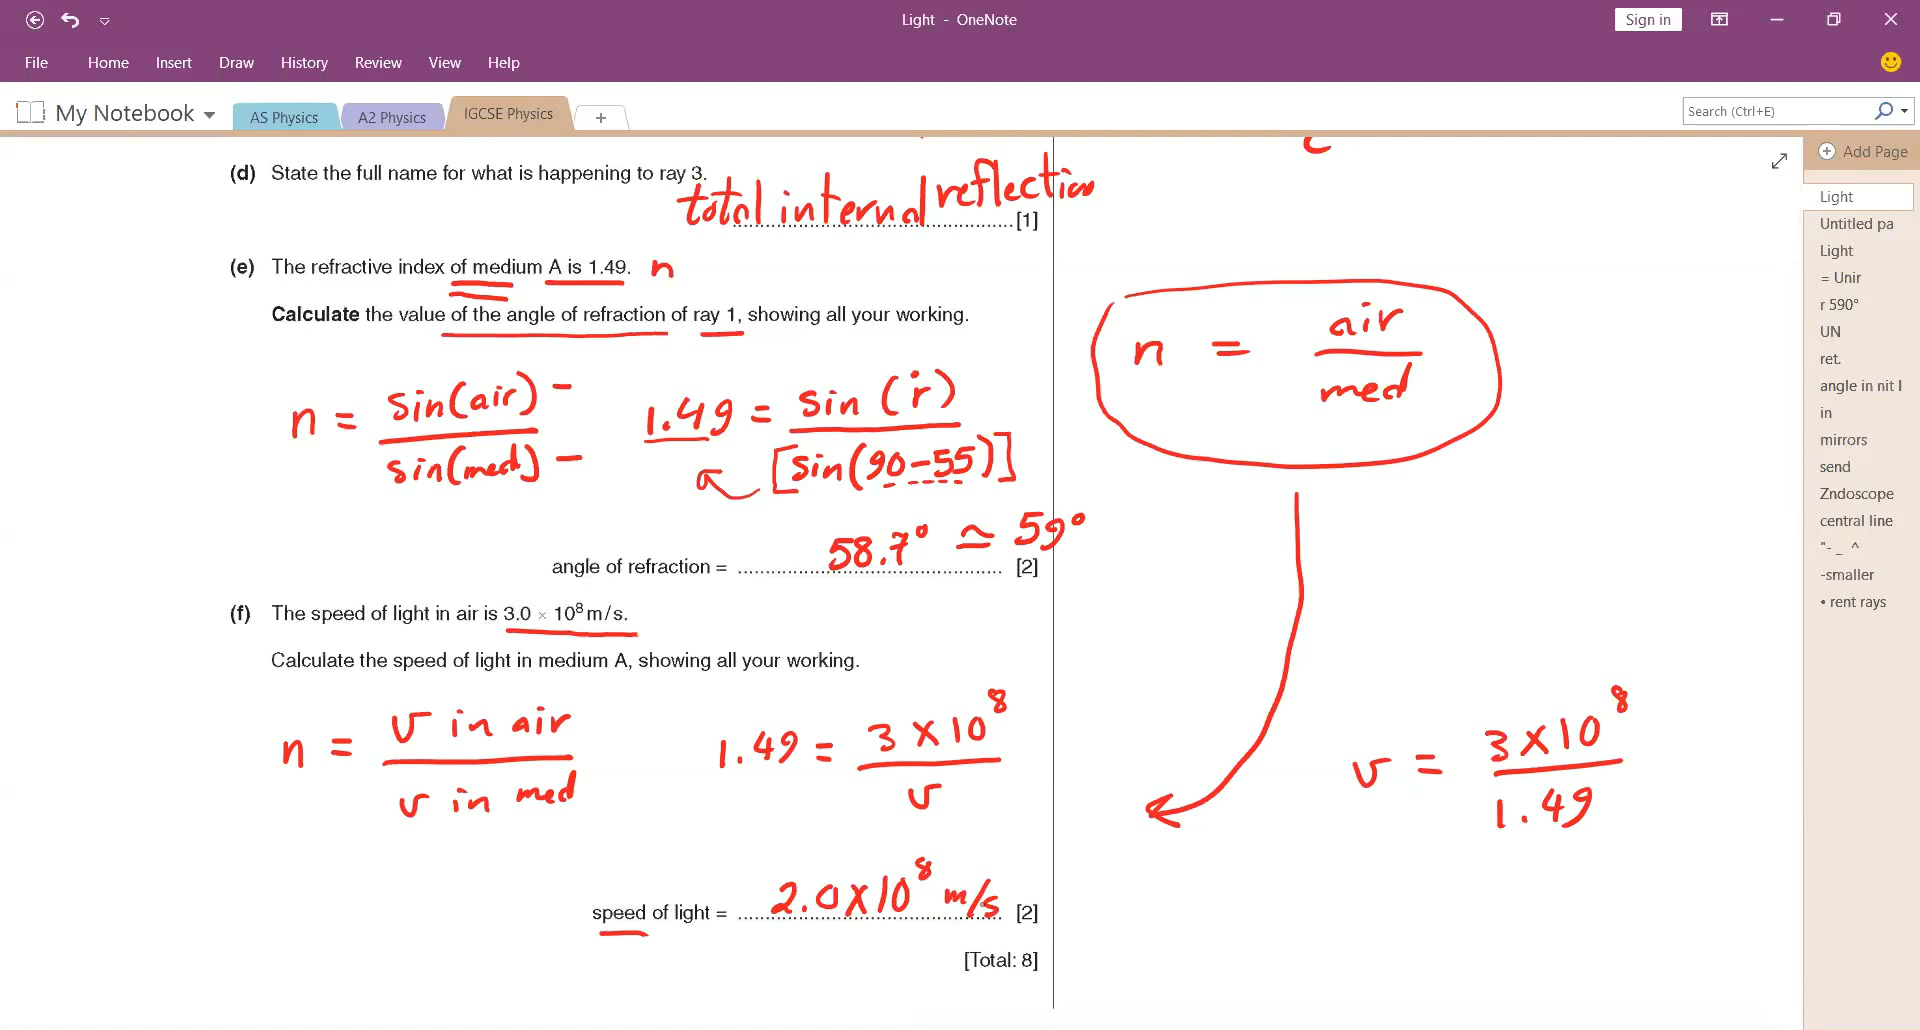 Light - OneNote
Sign in
File Home Insert Draw History Review View Help
My Notebook
AS Physics A2 Physics IGCSE Physics +
Search (Ctrl+E)
Add Page
Light
Untitled pa
Light
= Unir
r 590°
UN
ret.
angle in nit I
in
mirrors
send
Zndoscope
central line
"- _ ^
-smaller
• rent rays
(d) State the full name for what is happening to ray 3.
total internal reflection
[1]
(e) The refractive index of medium A is 1.49. n
Calculate the value of the angle of refraction of ray 1, showing all your working.
n = sin(air) / sin(med)
1.49 = sin (r) / [sin(90-55)]
58.7° ≃ 59°
angle of refraction = [2]
(f) The speed of light in air is 3.0 × 10⁸ m/s.
Calculate the speed of light in medium A, showing all your working.
n = v in air / v in med
1.49 = 3 × 10⁸ / v
speed of light = 2.0 × 10⁸ m/s [2]
[Total: 8]
n = air / med
v = 3 × 10⁸ / 1.49